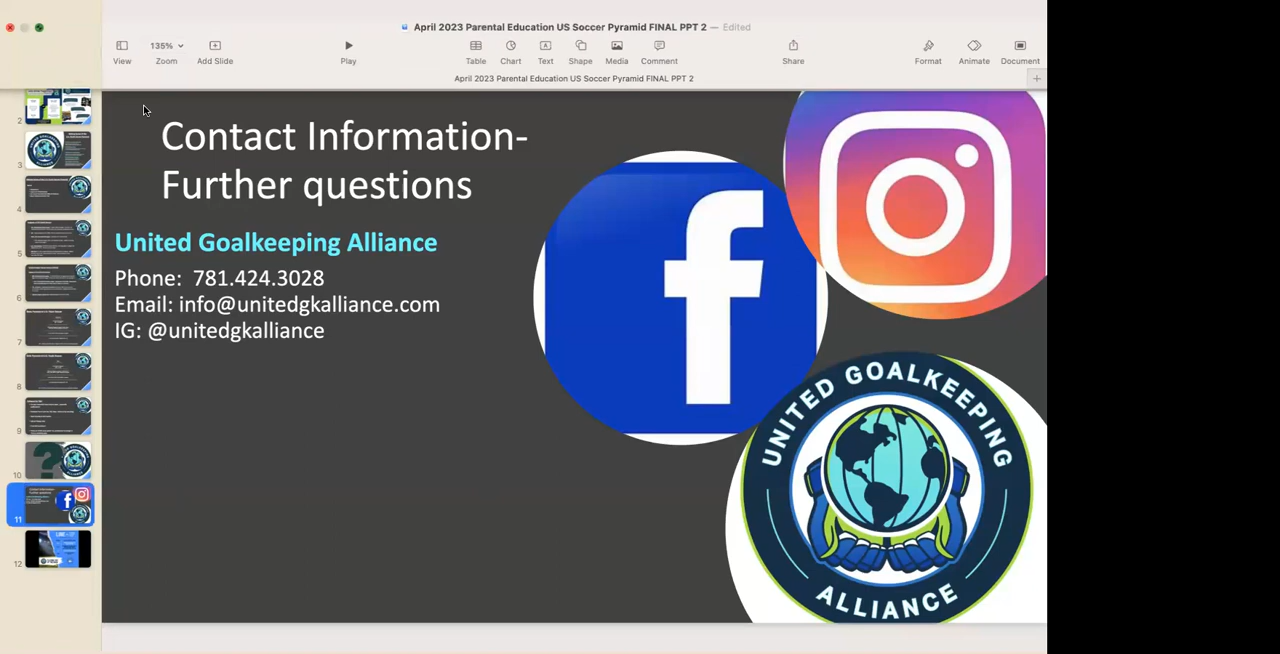 April 2023 Parental Education US Soccer Pyramid FINAL PPT 2 — Edited
135%
View
Zoom
Add Slide
Play
Table
Chart
Text
Shape
Media
Comment
Share
Format
Animate
Document
April 2023 Parental Education US Soccer Pyramid FINAL PPT 2
Contact Information-
Further questions
United Goalkeeping Alliance
Phone: 781.424.3028
Email: info@unitedgkalliance.com
IG: @unitedgkalliance
UNITED GOALKEEPING
ALLIANCE
2
3
4
5
6
7
8
9
10
11
12